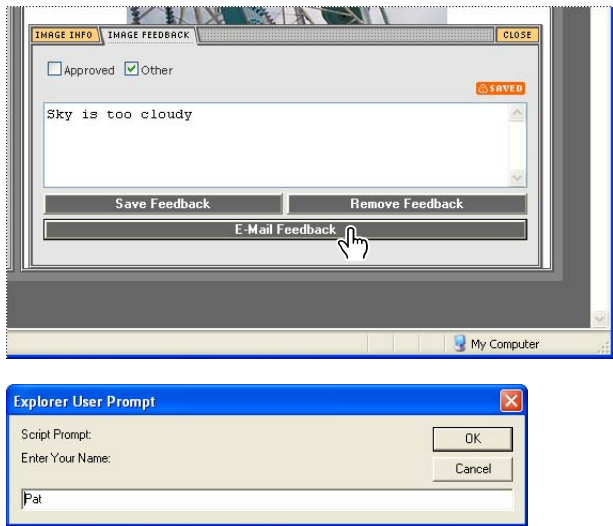 IMAGE INFO IMAGE FEEDBACK CLOSE
Approved Other
SAVED
Sky is too cloudy
Save Feedback Remove Feedback
E-Mail Feedback
My Computer
Explorer User Prompt
Script Prompt: OK
Enter Your Name: Cancel
Pat